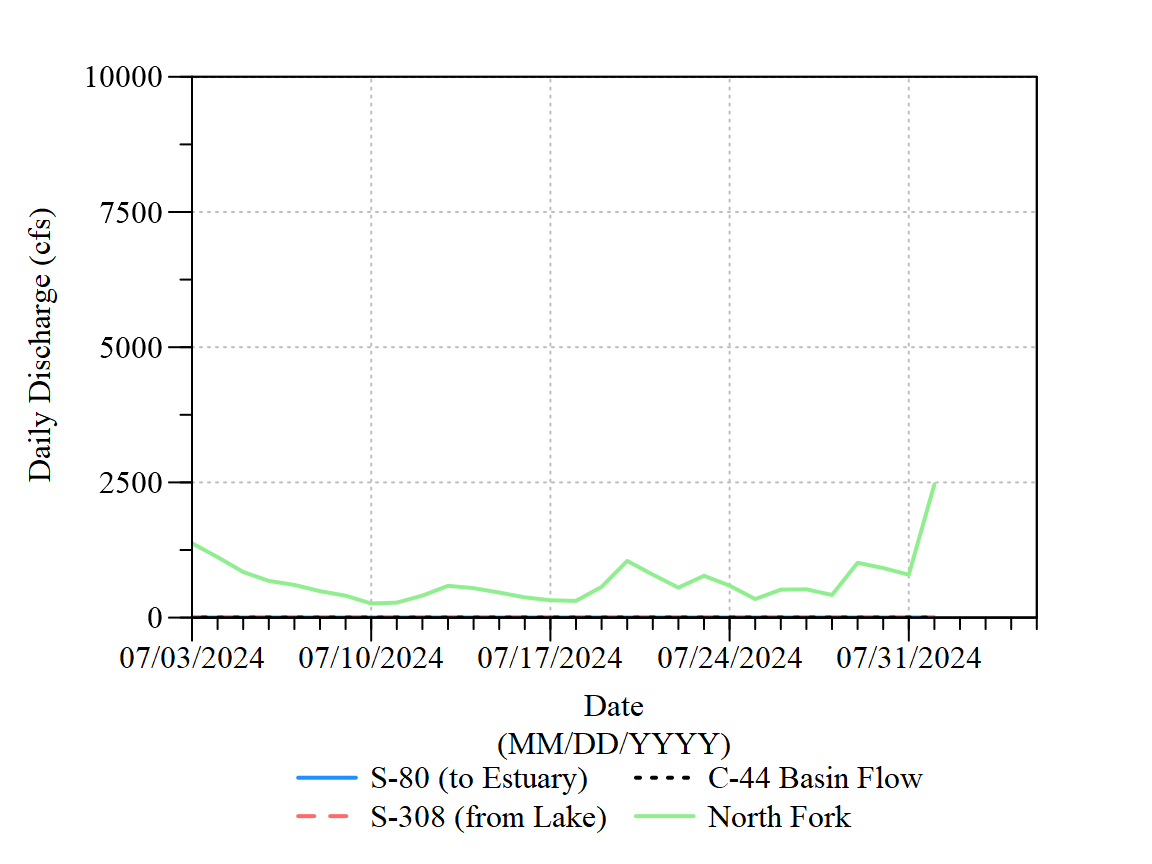 10000
7500
5000
2500
0
Daily Discharge (cfs)
07/03/2024 07/10/2024 07/17/2024 07/24/2024 07/31/2024
Date
(MM/DD/YYYY)
S-80 (to Estuary) C-44 Basin Flow
S-308 (from Lake) North Fork